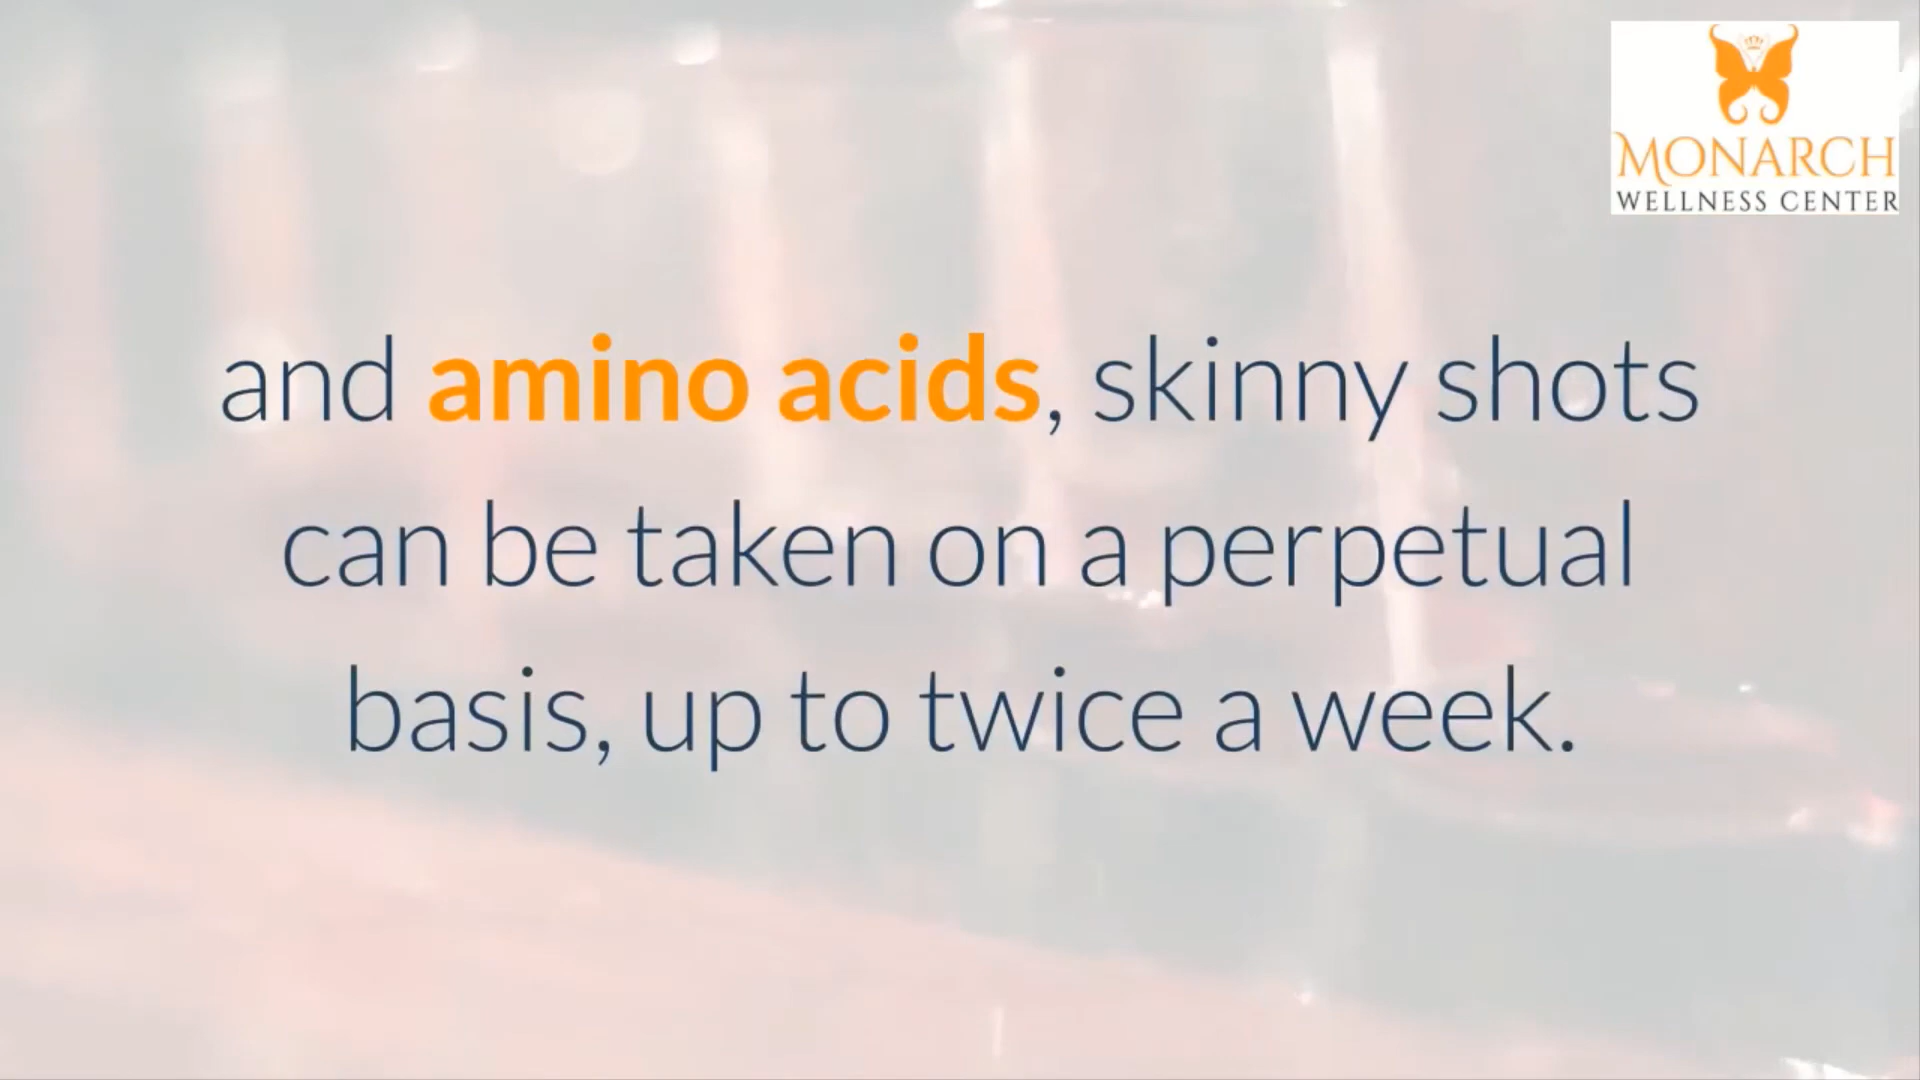 MONARCH
WELLNESS CENTER
and amino acids, skinny shots
can be taken on a perpetual
basis, up to twice a week.